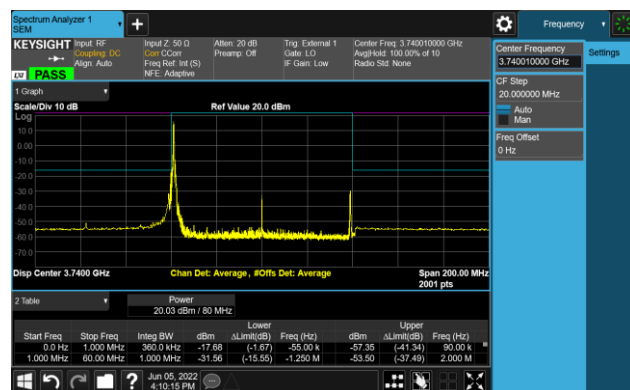 Spectrum Analyzer 1
SEM
Frequency
KEYSIGHT
Input: RF
Coupling: DC
Align: Auto
Input Z: 50 Ω
Corr CCorr
Freq Ref: Int (S)
NFE: Adaptive
Atten: 20 dB
Preamp: Off
Trig: External 1
Gate: LO
IF Gain: Low
Center Freq: 3.740010000 GHz
Avg|Hold: 100.00% of 10
Radio Std: None
LXI
PASS
Center Frequency
3.740010000 GHz
Settings
CF Step
20.000000 MHz
Auto
Man
Freq Offset
0 Hz
1 Graph
Scale/Div 10 dB
Ref Value 20.0 dBm
Log
10.0
0.00
-10.0
-20.0
-30.0
-40.0
-50.0
-60.0
-70.0
Disp Center 3.7400 GHz
Chan Det: Average, #Offs Det: Average
Span 200.00 MHz
2001 pts
2 Table
Power
20.03 dBm / 80 MHz
Lower Upper
Start Freq Stop Freq Integ BW dBm ΔLimit(dB) Freq (Hz) dBm ΔLimit(dB) Freq (Hz)
0.0 Hz 1.000 MHz 360.0 kHz -17.68 (-1.67) -55.00 k -57.35 (-41.34) 90.00 k
1.000 MHz 60.00 MHz 1.000 MHz -31.56 (-15.55) -1.250 M -53.50 (-37.49) 2.000 M
?
Jun 05, 2022
4:10:15 PM